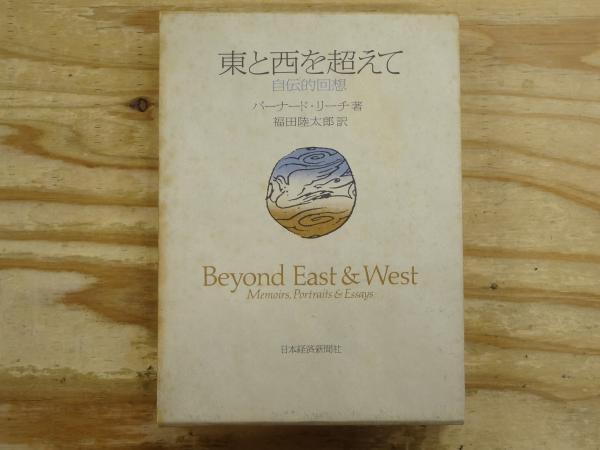 東と西を超えて
自伝的回想
バーナード・リーチ著
福田陸太郎訳
Beyond East & West
Memoirs, Portraits & Essays
日本経済新聞社